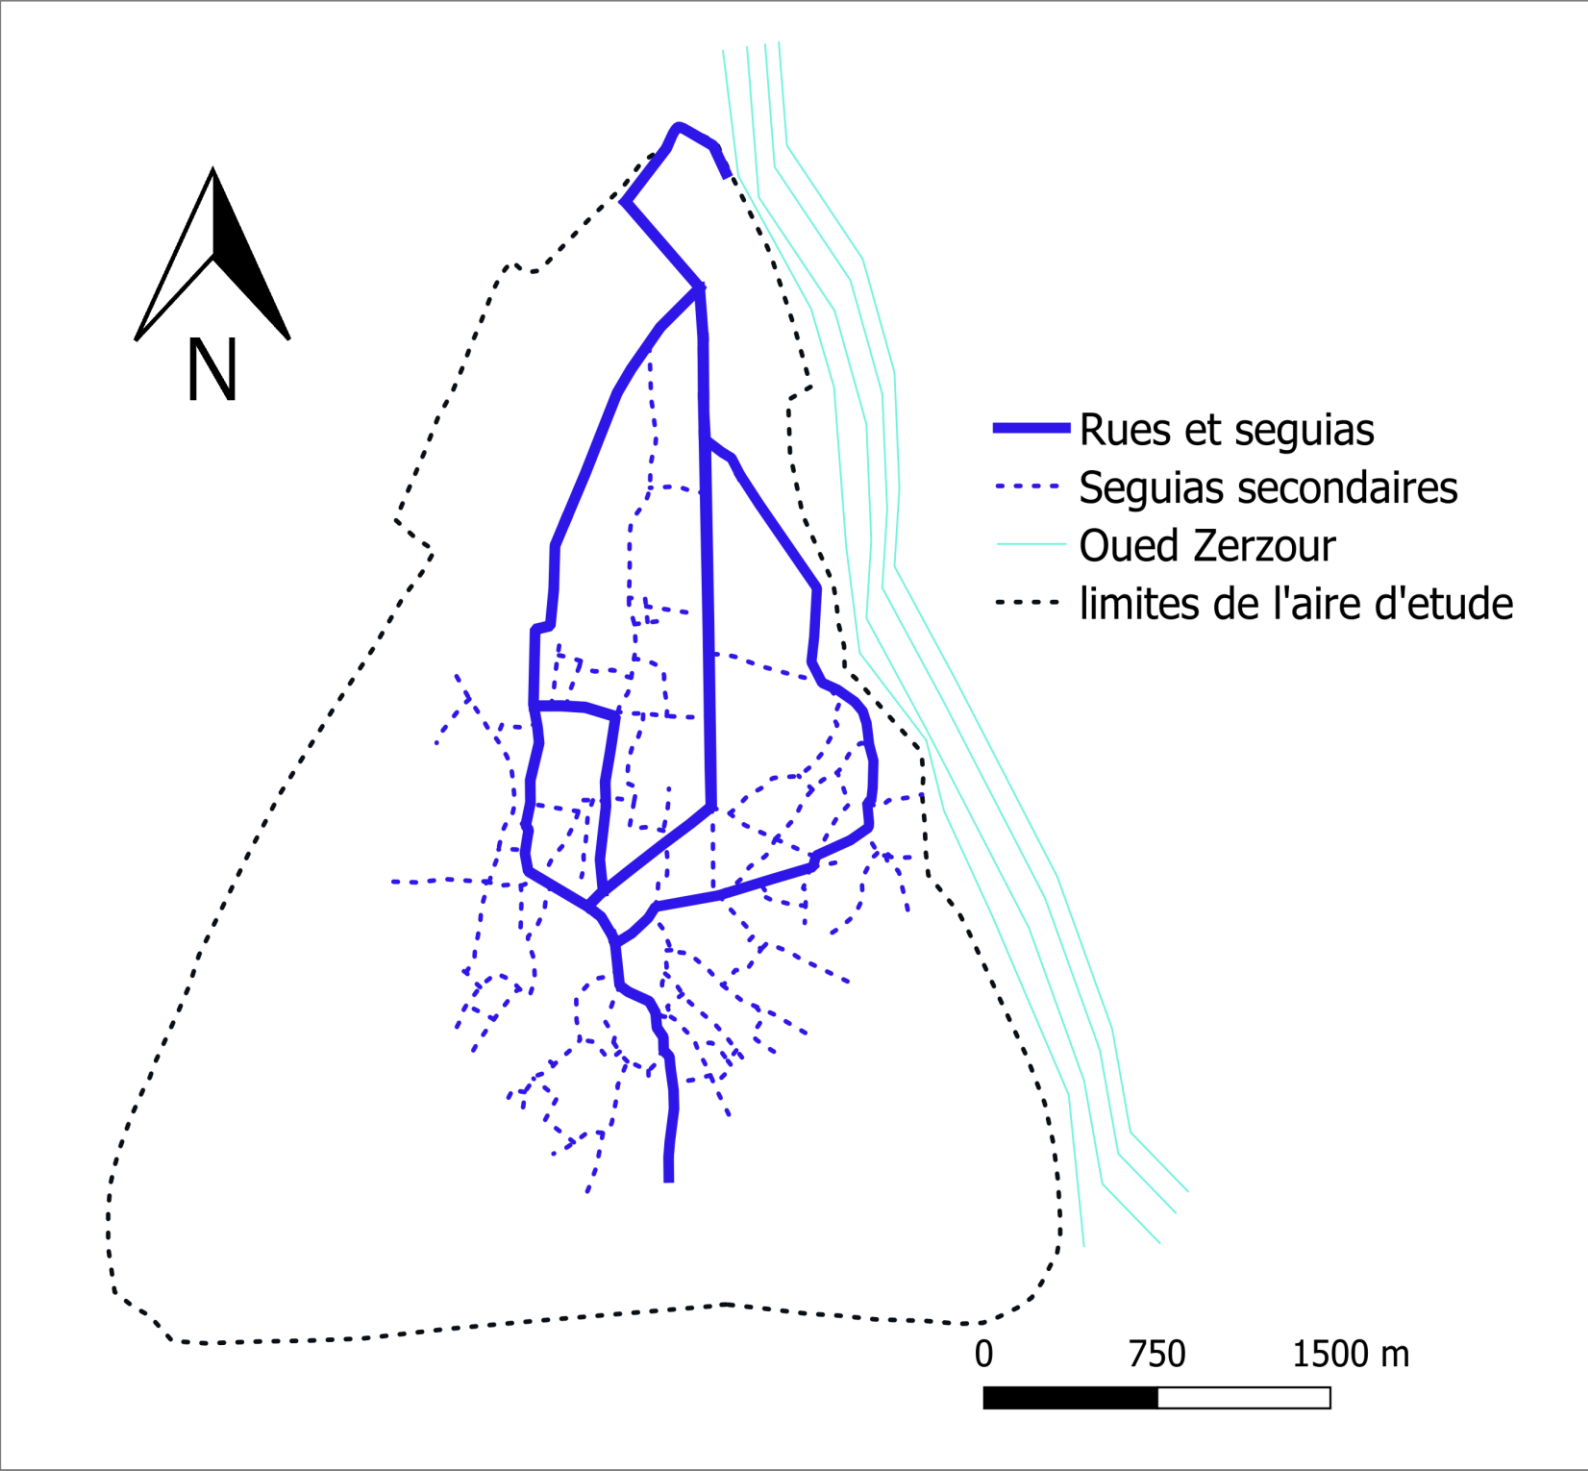 N
Rues et seguias
Seguias secondaires
Oued Zerzour
limites de l'aire d'etude
0 750 1500 m